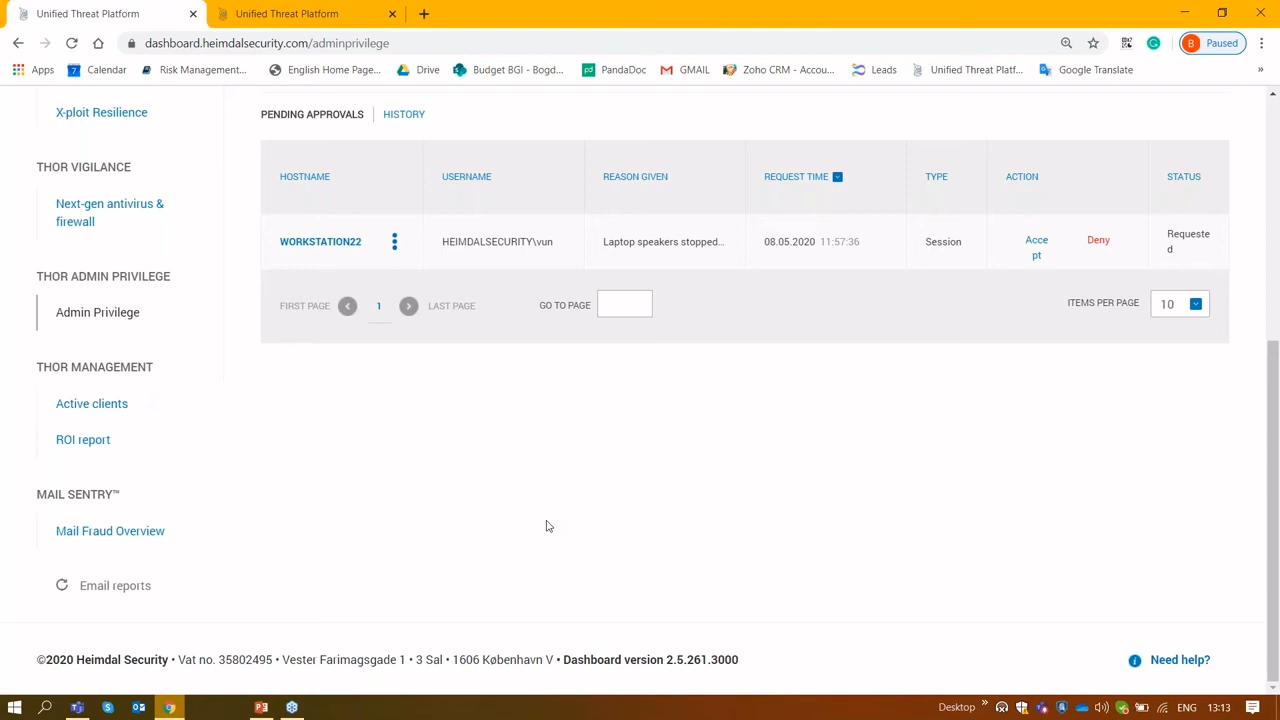 Unified Threat Platform
Unified Threat Platform
dashboard.heimdalsecurity.com/adminprivilege
B Paused
Apps
7 Calendar
Risk Management...
English Home Page...
Drive
Budget BGI - Bogd...
pd PandaDoc
GMAIL
Zoho CRM - Accou...
Leads
Unified Threat Platf...
Google Translate
»
X-ploit Resilience
THOR VIGILANCE
Next-gen antivirus &
firewall
THOR ADMIN PRIVILEGE
Admin Privilege
THOR MANAGEMENT
Active clients
ROI report
MAIL SENTRY™
Mail Fraud Overview
Email reports
PENDING APPROVALS | HISTORY
HOSTNAME USERNAME REASON GIVEN REQUEST TIME TYPE ACTION STATUS
WORKSTATION22 HEIMDALSECURITY\vun Laptop speakers stopped... 08.05.2020 11:57:36 Session Acce Deny Requeste
pt d
FIRST PAGE 1 LAST PAGE GO TO PAGE ITEMS PER PAGE 10
©2020 Heimdal Security • Vat no. 35802495 • Vester Farimagsgade 1 • 3 Sal • 1606 København V • Dashboard version 2.5.261.3000
Need help?
Desktop » ENG 13:13